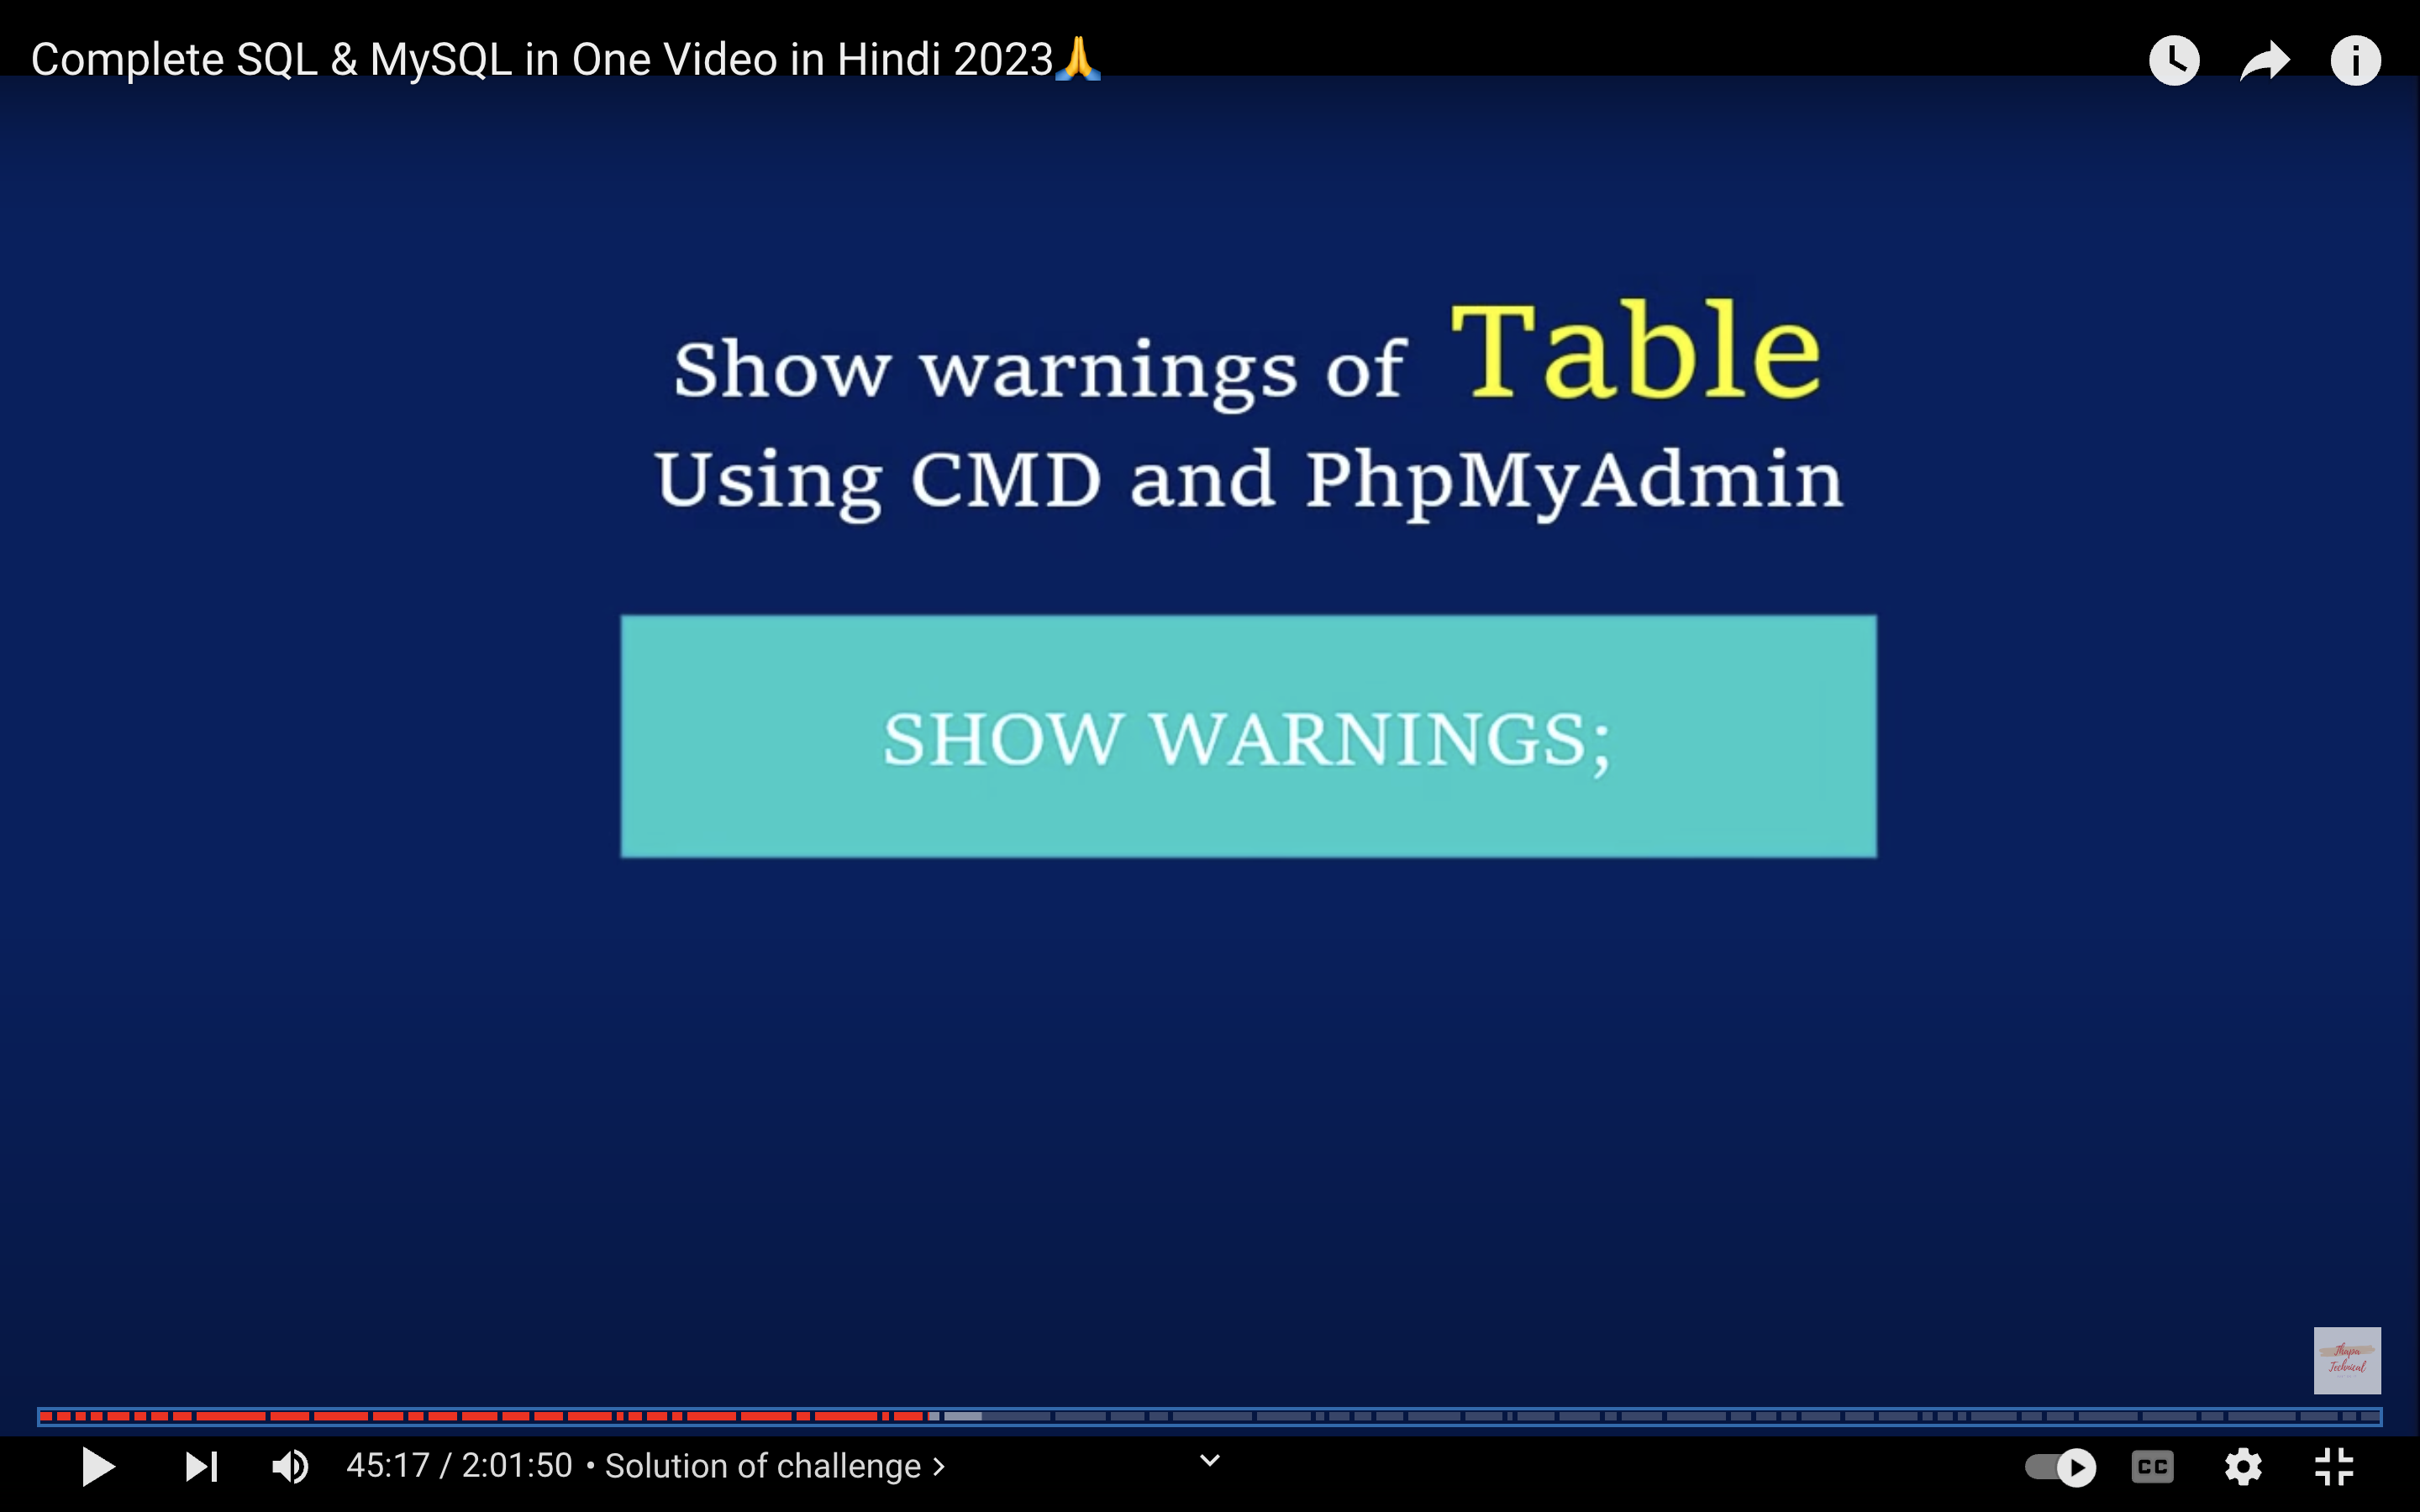 Complete SQL & MySQL in One Video in Hindi 2023🙏
Show warnings of Table
Using CMD and PhpMyAdmin
SHOW WARNINGS;
Thapa
Technical
45:17 / 2:01:50 • Solution of challenge >
CC